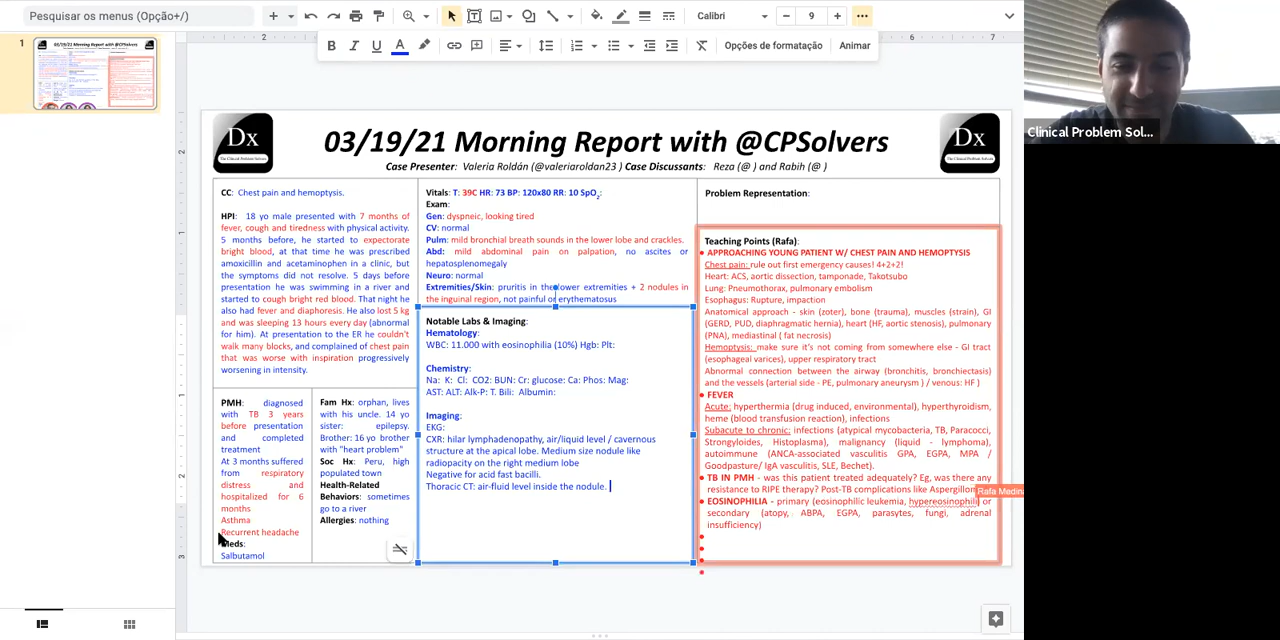 Pesquisar os menus (Opção+/)
Calibri
9
Opções de formatação
Animar
2
6
7
1
Dx
The Clinical Problem Solvers
03/19/21 Morning Report with @CPSolvers
Case Presenter: Valeria Roldán (@valeriaroldan23 ) Case Discussants: Reza (@ ) and Rabih (@ )
Dx
The Clinical Problem Solvers
CC: Chest pain and hemoptysis.
HPI: 18 yo male presented with 7 months of
fever, cough and tiredness with physical activity.
5 months before, he started to expectorate
bright blood, at that time he was prescribed
amoxicillin and acetaminophen in a clinic, but
the symptoms did not resolve. 5 days before
presentation he was swimming in a river and
started to cough bright red blood. That night he
also had fever and diaphoresis. He also lost 5 kg
and was sleeping 13 hours every day (abnormal
for him). At presentation to the ER he couldn't
walk many blocks, and complained of chest pain
that was worse with inspiration progressively
worsening in intensity.
PMH: diagnosed
with TB 3 years
before presentation
and completed
treatment
At 3 months suffered
from respiratory
distress and
hospitalized for 6
months
Asthma
Recurrent headache
Meds:
Salbutamol
Fam Hx: orphan, lives
with his uncle. 14 yo
sister: epilepsy.
Brother: 16 yo brother
with "heart problem"
Soc Hx: Peru, high
populated town
Health-Related
Behaviors: sometimes
go to a river
Allergies: nothing
Vitals: T: 39C HR: 73 BP: 120x80 RR: 10 SpO2:
Exam:
Gen: dyspneic, looking tired
CV: normal
Pulm: mild bronchial breath sounds in the lower lobe and crackles.
Abd: mild abdominal pain on palpation, no ascites or
hepatosplenomegaly
Neuro: normal
Extremities/Skin: pruritis in the lower extremities + 2 nodules in
the inguinal region, not painful or erythematosus
Notable Labs & Imaging:
Hematology:
WBC: 11.000 with eosinophilia (10%) Hgb: Plt:
Chemistry:
Na: K: Cl: CO2: BUN: Cr: glucose: Ca: Phos: Mag:
AST: ALT: Alk-P: T. Bili: Albumin:
Imaging:
EKG:
CXR: hilar lymphadenopathy, air/liquid level / cavernous
structure at the apical lobe. Medium size nodule like
radiopacity on the right medium lobe
Negative for acid fast bacilli.
Thoracic CT: air-fluid level inside the nodule.
Problem Representation:
Teaching Points (Rafa):
• APPROACHING YOUNG PATIENT W/ CHEST PAIN AND HEMOPTYSIS
Chest pain: rule out first emergency causes! 4+2+2!
Heart: ACS, aortic dissection, tamponade, Takotsubo
Lung: Pneumothorax, pulmonary embolism
Esophagus: Rupture, impaction
Anatomical approach - skin (zoter), bone (trauma), muscles (strain), GI
(GERD, PUD, diaphragmatic hernia), heart (HF, aortic stenosis), pulmonary
(PNA), mediastinal ( fat necrosis)
Hemoptysis: make sure it's not coming from somewhere else - GI tract
(esophageal varices), upper respiratory tract
Abnormal connection between the airway (bronchitis, bronchiectasis)
and the vessels (arterial side - PE, pulmonary aneurysm ) / venous: HF )
• FEVER
Acute: hyperthermia (drug induced, environmental), hyperthyroidism,
heme (blood transfusion reaction), infections
Subacute to chronic: infections (atypical mycobacteria, TB, Paracocci,
Strongyloides, Histoplasma), malignancy (liquid - lymphoma),
autoimmune (ANCA-associated vasculitis GPA, EGPA, MPA /
Goodpasture/ IgA vasculitis, SLE, Bechet).
• TB IN PMH - was this patient treated adequately? Eg, was there any
resistance to RIPE therapy? Post-TB complications like Aspergillom
Rafa Medina
• EOSINOPHILIA - primary (eosinophilic leukemia, hypereosinophili or
secondary (atopy, ABPA, EGPA, parasytes, fungi, adrenal
insufficiency)
Clinical Problem Sol...